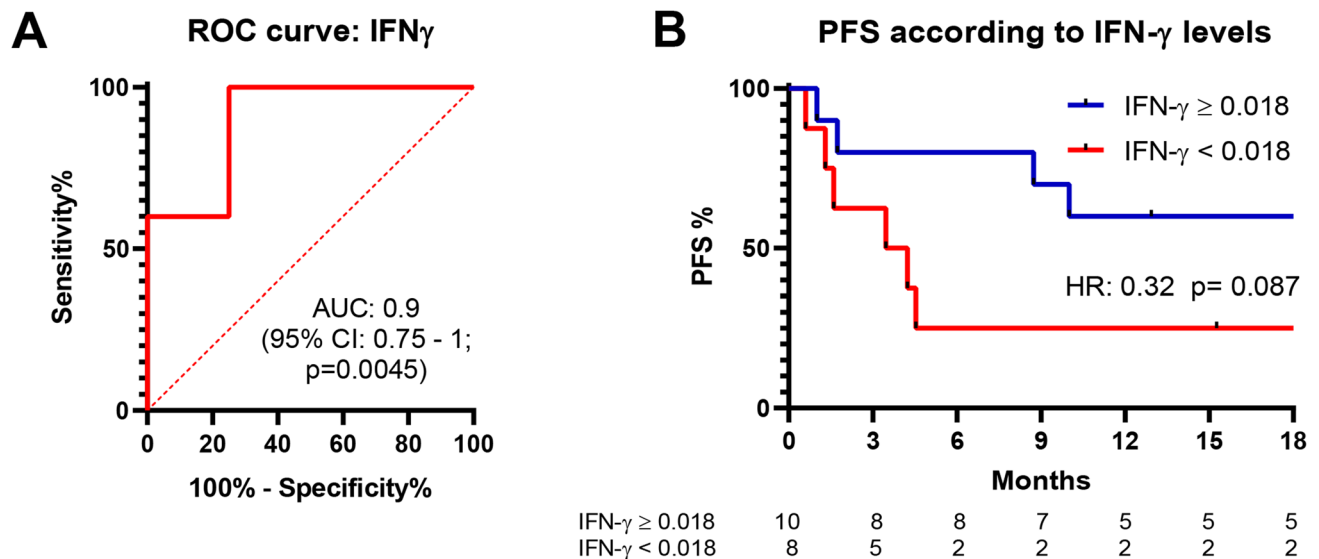 A
ROC curve: IFNγ
100
50
0
Sensitivity%
0 20 40 60 80 100
100% - Specificity%
AUC: 0.9
(95% CI: 0.75 - 1;
p=0.0045)
B
PFS according to IFN-γ levels
100
50
0
PFS %
IFN-γ ≥ 0.018
IFN-γ < 0.018
HR: 0.32 p= 0.087
0 3 6 9 12 15 18
Months
IFN-γ ≥ 0.018 10 8 8 7 5 5 5
IFN-γ < 0.018 8 5 2 2 2 2 2